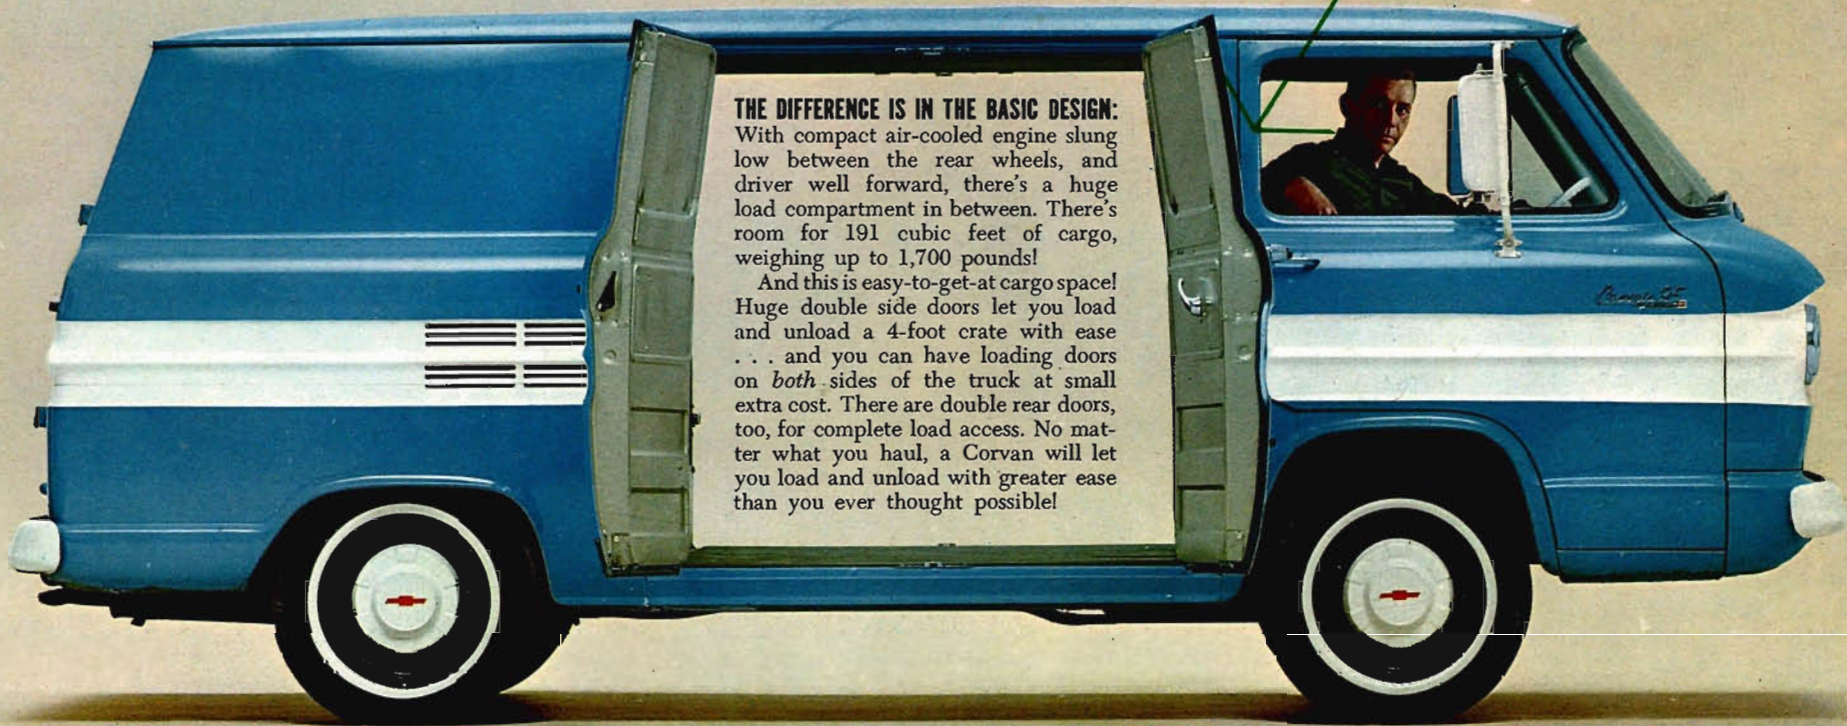 THE DIFFERENCE IS IN THE BASIC DESIGN:
With compact air-cooled engine slung
low between the rear wheels, and
driver well forward, there's a huge
load compartment in between. There's
room for 191 cubic feet of cargo,
weighing up to 1,700 pounds!
And this is easy-to-get-at cargo space!
Huge double side doors let you load
and unload a 4-foot crate with ease
. . . and you can have loading doors
on both sides of the truck at small
extra cost. There are double rear doors,
too, for complete load access. No mat-
ter what you haul, a Corvan will let
you load and unload with greater ease
than you ever thought possible!